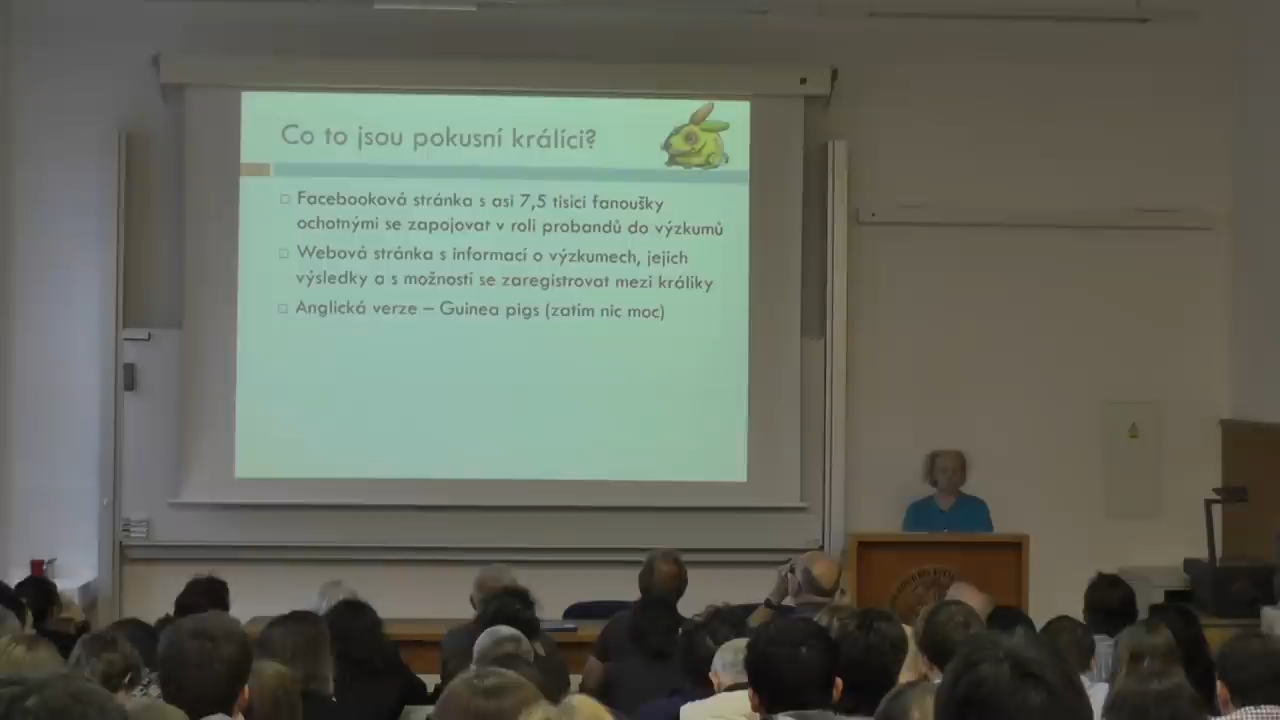 Co to jsou pokusní králíci?
Facebooková stránka s asi 7,5 tisíci fanoušky
ochotnými se zapojovat v roli probandů do výzkumů
Webová stránka s informací o výzkumech, jejich
výsledky a s možností se zaregistrovat mezi králíky
Anglická verze – Guinea pigs (zatím nic moc)